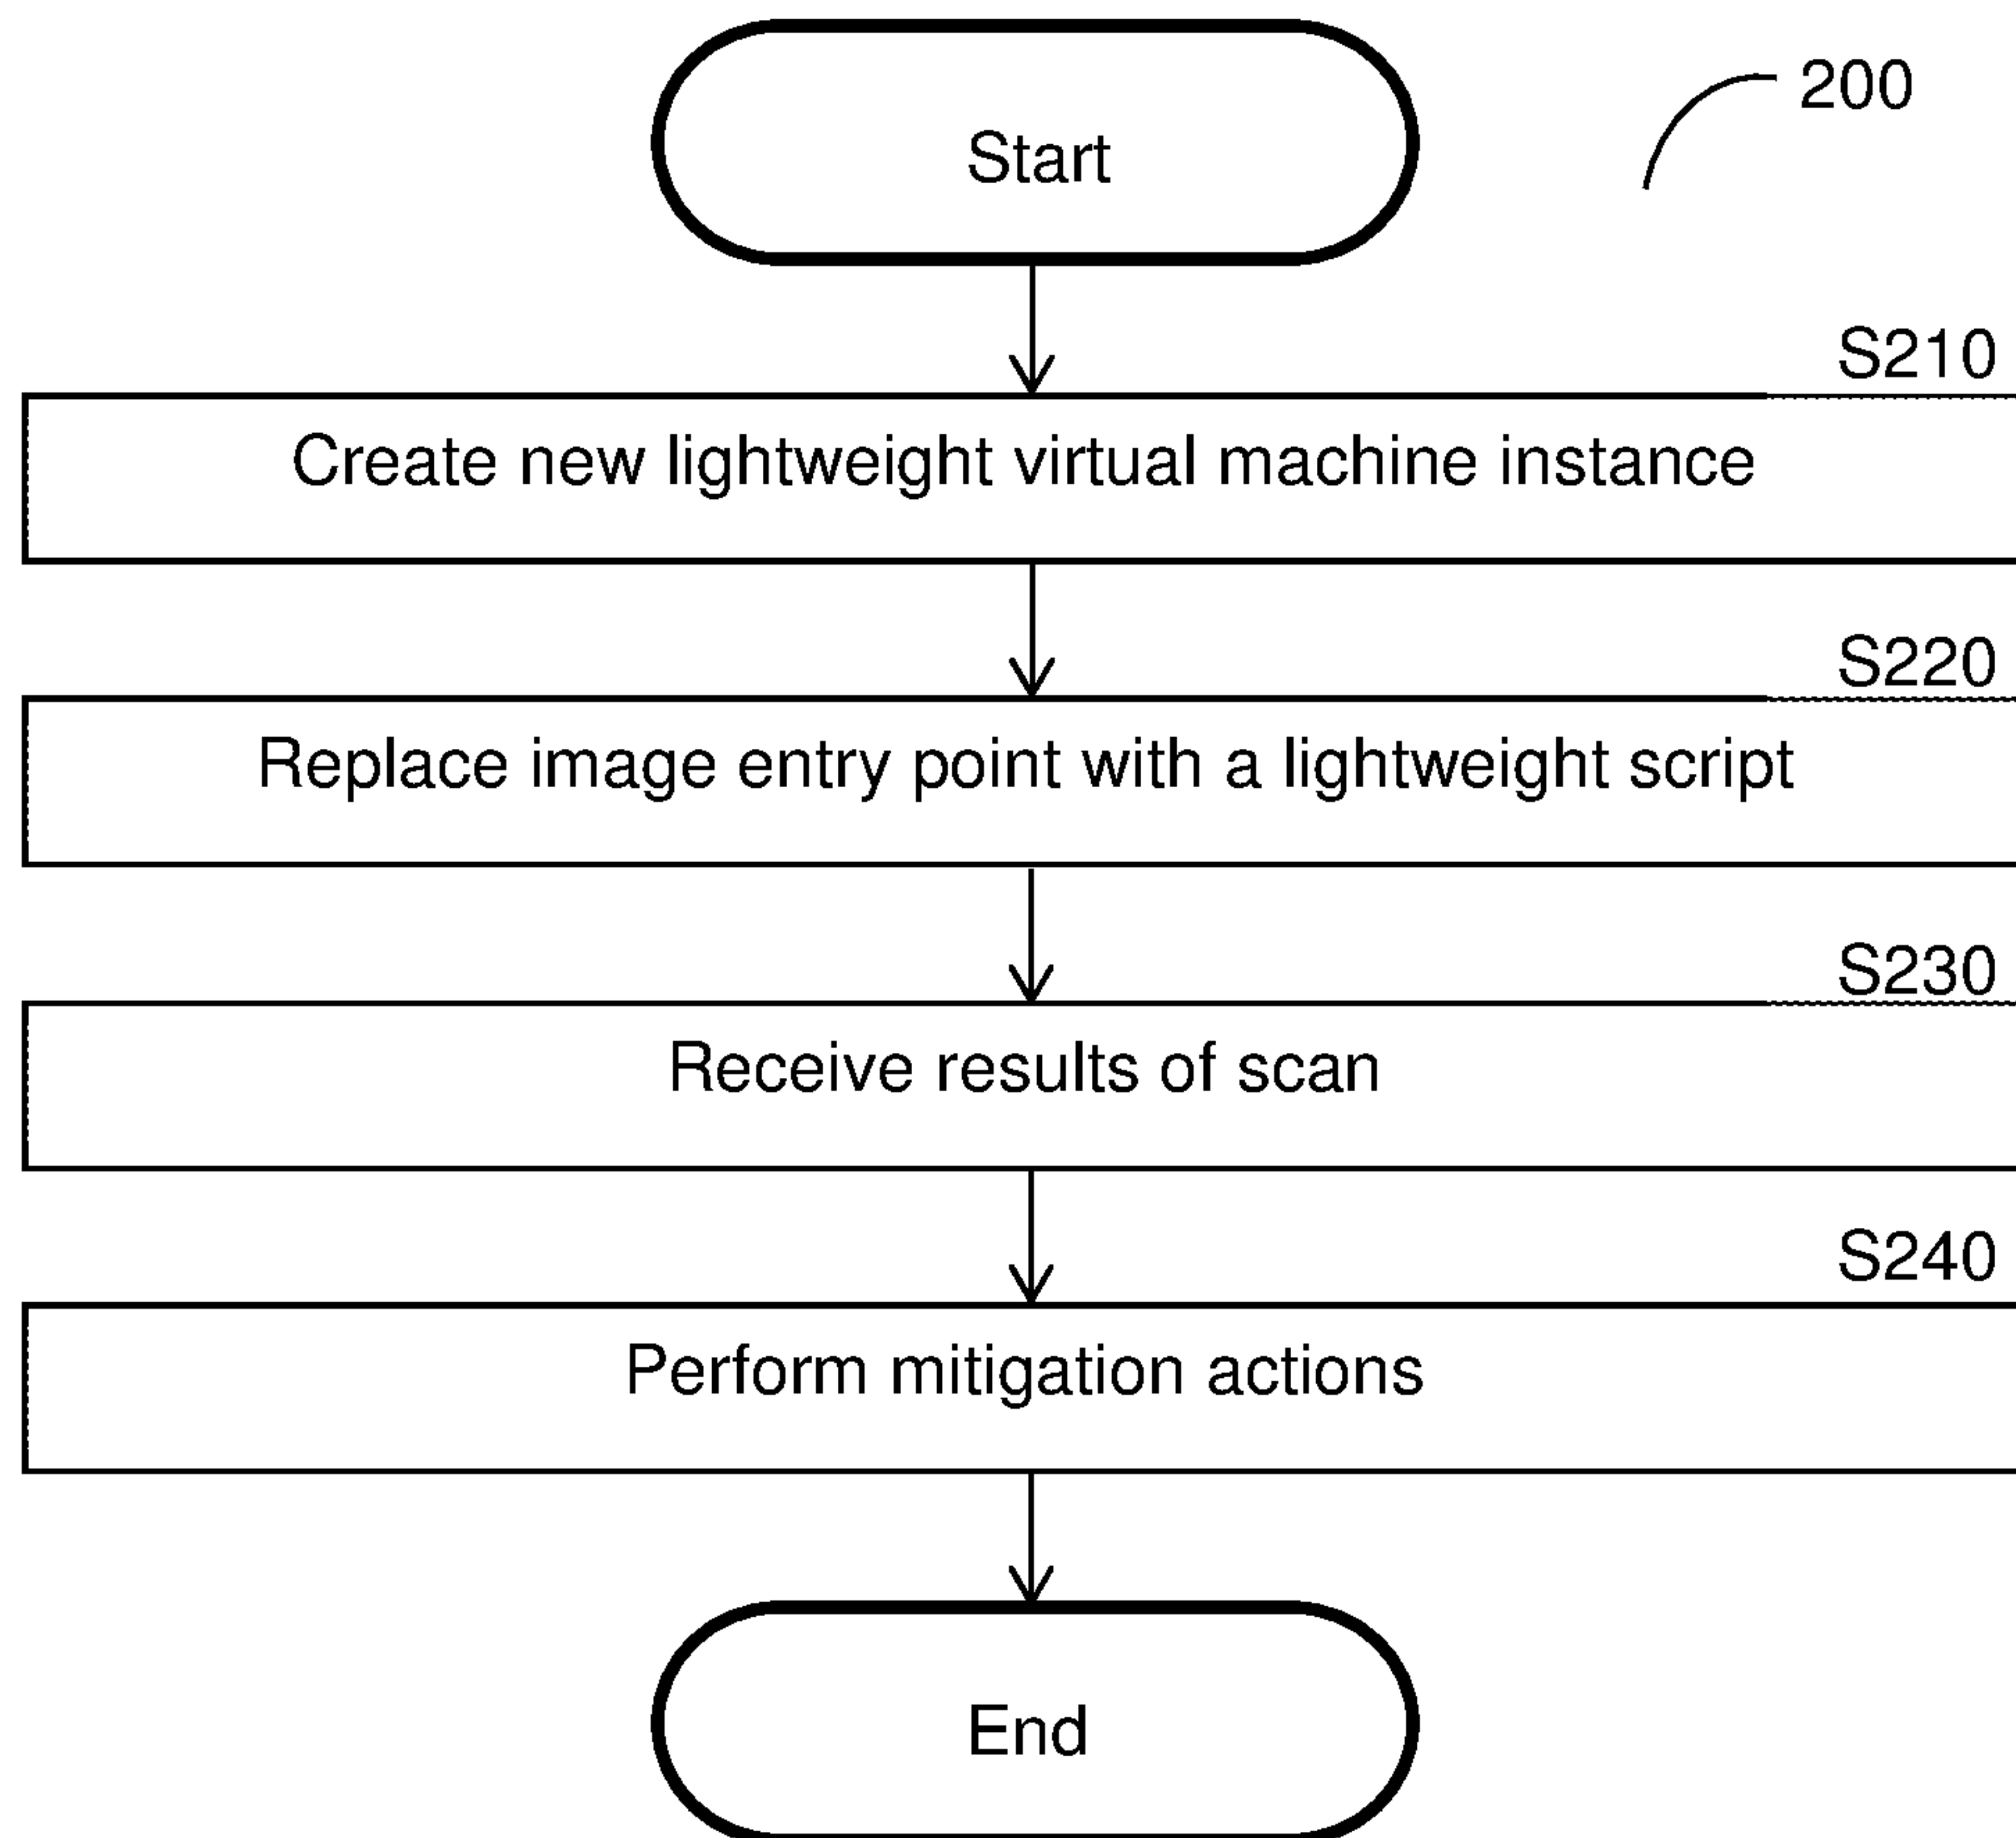 Start
200
S210
Create new lightweight virtual machine instance
S220
Replace image entry point with a lightweight script
S230
Receive results of scan
S240
Perform mitigation actions
End